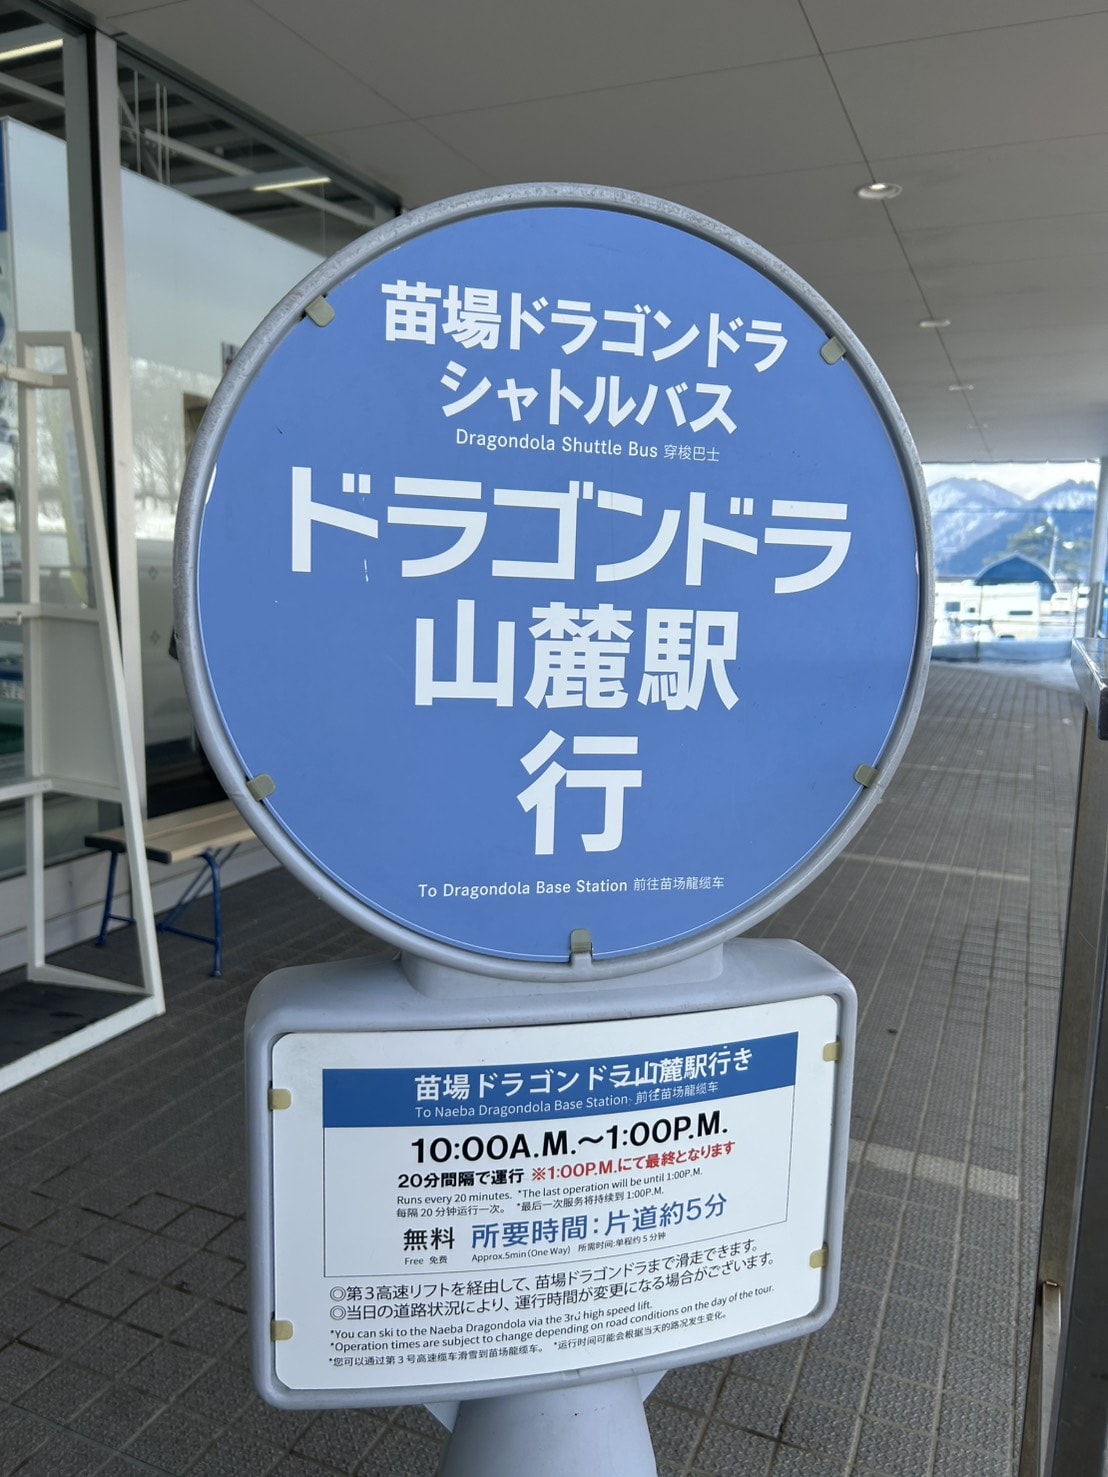 苗場ドラゴンドラ
シャトルバス
Dragondola Shuttle Bus 穿梭巴士
ドラゴンドラ
山麓駅
行
To Dragondola Base Station 前往苗场龍缆车
苗場ドラゴンドラ山麓駅行き
To Naeba Dragondola Base Station 前往苗场龍缆车
10:00A.M.～1:00P.M.
20分間隔で運行 ※1:00P.M.にて最終となります
Runs every 20 minutes. *The last operation will be until 1:00P.M.
每隔 20 分钟运行一次。 *最后一次服务将持续到 1:00P.M.
無料 所要時間：片道約5分
Free 免费 Approx.5min(One Way) 所需时间:单程约 5 分钟
◎第3高速リフトを経由して、苗場ドラゴンドラまで滑走できます。
◎当日の道路状況により、運行時間が変更になる場合がございます。
*You can ski to the Naeba Dragondola via the 3rd high speed lift.
*Operation times are subject to change depending on road conditions on the day of the tour.
*您可以通过第 3 号高速缆车滑雪到苗场龍缆车。 *运行时间可能会根据当天的路况发生变化。